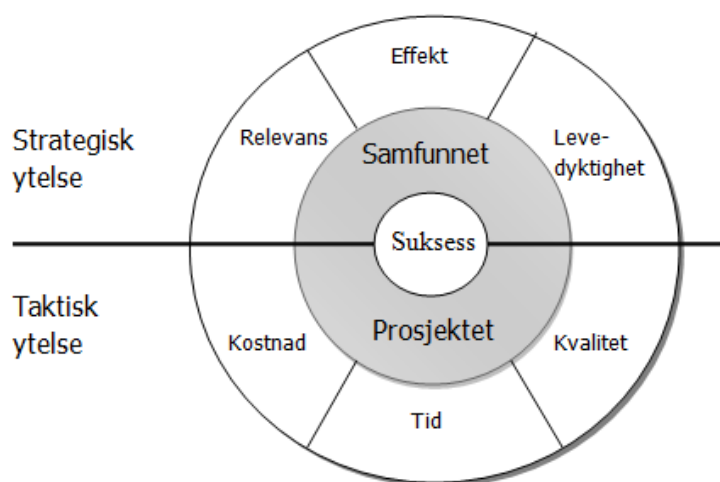 Effekt
Strategisk
ytelse
Relevans
Samfunnet
Leve-
dyktighet
Suksess
Taktisk
ytelse
Kostnad
Prosjektet
Kvalitet
Tid